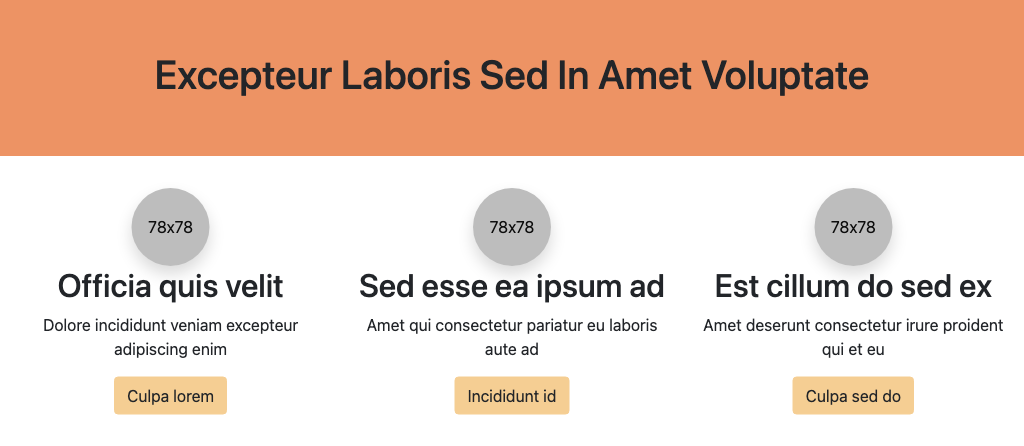 Excepteur Laboris Sed In Amet Voluptate
78x78
78x78
78x78
Officia quis velit
Sed esse ea ipsum ad
Est cillum do sed ex
Dolore incididunt veniam excepteur
adipiscing enim
Amet qui consectetur pariatur eu laboris
aute ad
Amet deserunt consectetur irure proident
qui et eu
Culpa lorem
Incididunt id
Culpa sed do